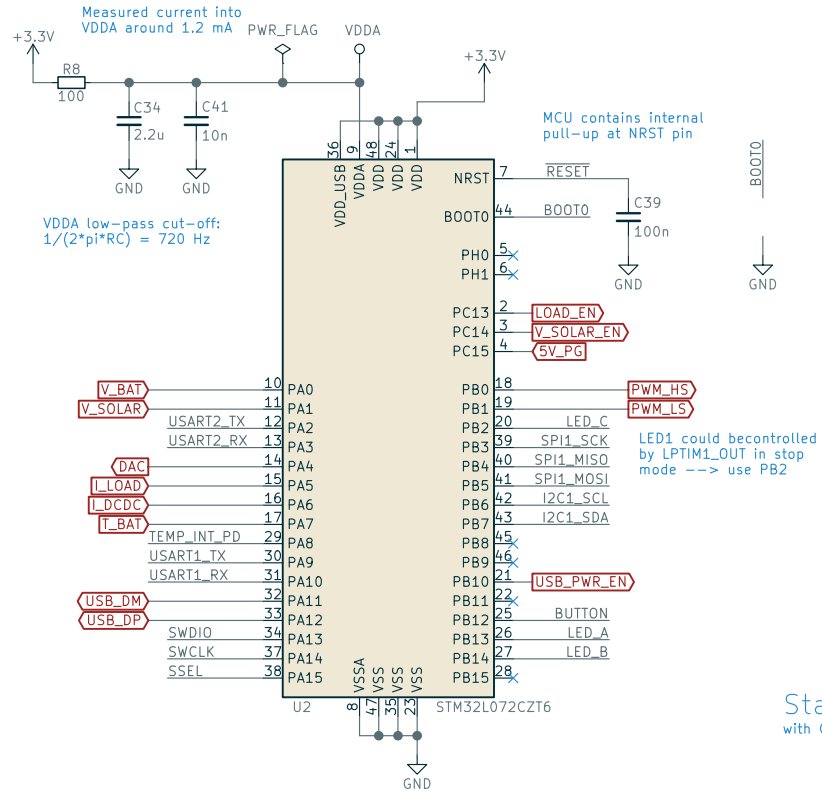 Measured current into
VDDA around 1.2 mA
PWR_FLAG
VDDA
+3.3V
R8
100
C34
2.2u
C41
10n
GND
GND
VDDA low-pass cut-off:
1/(2*pi*RC) = 720 Hz
+3.3V
MCU contains internal
pull-up at NRST pin
36
9
48
24
1
VDD_USB
VDDA
VDD
VDD
VDD
NRST
7
RESET
BOOT0
44
BOOT0
C39
100n
GND
BOOT0
GND
PH0
5
PH1
6
PC13
2
LOAD_EN
PC14
3
V_SOLAR_EN
PC15
4
5V_PG
V_BAT
10
PA0
V_SOLAR
11
PA1
USART2_TX
12
PA2
USART2_RX
13
PA3
DAC
14
PA4
I_LOAD
15
PA5
I_DCDC
16
PA6
T_BAT
17
PA7
TEMP_INT_PD
29
PA8
USART1_TX
30
PA9
USART1_RX
31
PA10
USB_DM
32
PA11
USB_DP
33
PA12
SWDIO
34
PA13
SWCLK
37
PA14
SSEL
38
PA15
PB0
18
PWM_HS
PB1
19
PWM_LS
PB2
20
LED_C
PB3
39
SPI1_SCK
PB4
40
SPI1_MISO
PB5
41
SPI1_MOSI
PB6
42
I2C1_SCL
PB7
43
I2C1_SDA
PB8
45
PB9
46
PB10
21
USB_PWR_EN
PB11
22
PB12
25
BUTTON
PB13
26
LED_A
PB14
27
LED_B
PB15
28
LED1 could becontrolled
by LPTIM1_OUT in stop
mode --> use PB2
VSSA
VSS
VSS
VSS
8
47
35
23
U2
STM32L072CZT6
GND
Sta
with